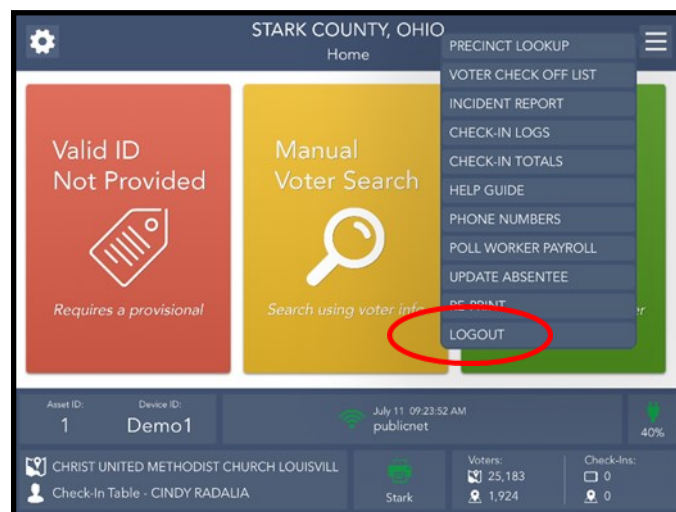 STARK COUNTY, OHIO
Home
PRECINCT LOOKUP
VOTER CHECK OFF LIST
INCIDENT REPORT
CHECK-IN LOGS
CHECK-IN TOTALS
HELP GUIDE
PHONE NUMBERS
POLL WORKER PAYROLL
UPDATE ABSENTEE
RE-PRINT
LOGOUT
Valid ID
Not Provided
Requires a provisional
Manual
Voter Search
Search using voter info
Asset ID:
1
Device ID:
Demo1
July 11 09:23:52 AM
publicnet
40%
CHRIST UNITED METHODIST CHURCH LOUISVILL
Check-In Table - CINDY RADALIA
Stark
Voters:
25,183
1,924
Check-Ins:
0
0